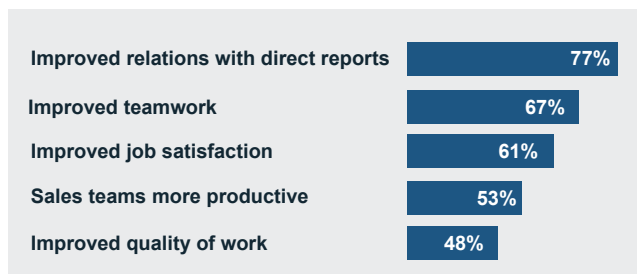 Improved relations with direct reports 77%
Improved teamwork 67%
Improved job satisfaction 61%
Sales teams more productive 53%
Improved quality of work 48%